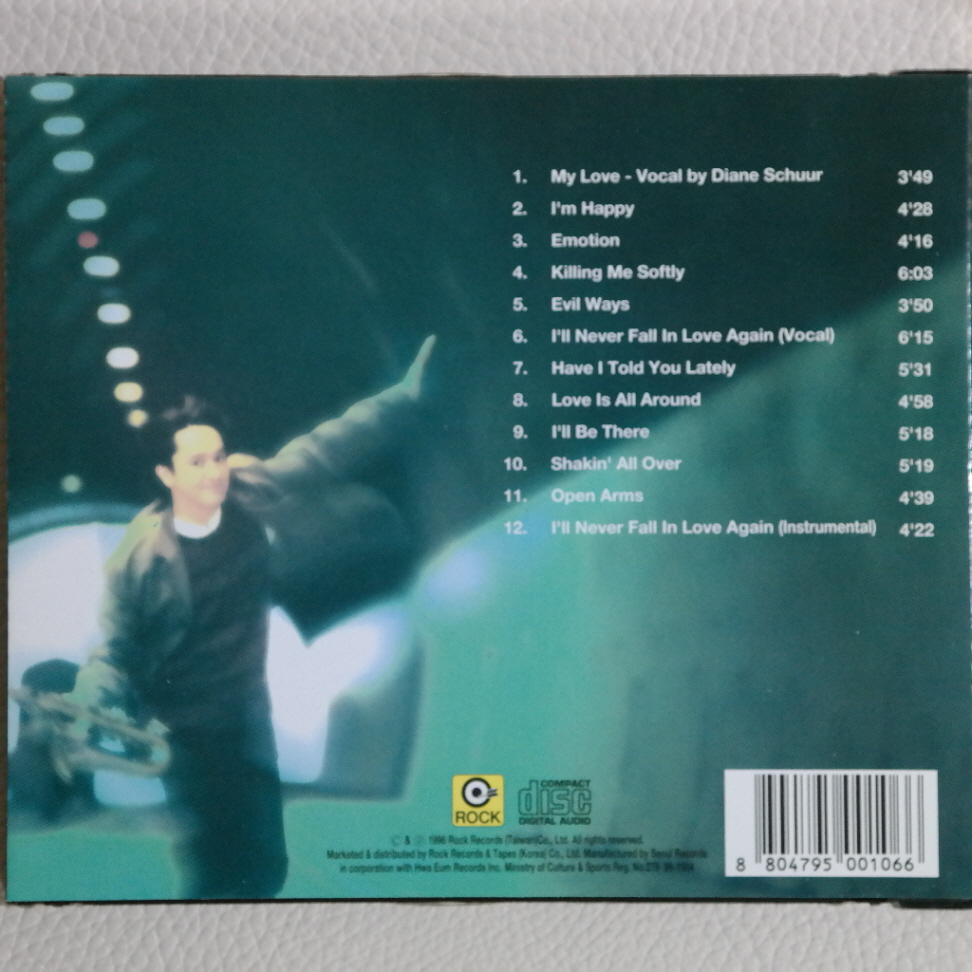 1. My Love - Vocal by Diane Schuur 3'49
2. I'm Happy 4'28
3. Emotion 4'16
4. Killing Me Softly 6:03
5. Evil Ways 3'50
6. I'll Never Fall In Love Again (Vocal) 6'15
7. Have I Told You Lately 5'31
8. Love Is All Around 4'58
9. I'll Be There 5'18
10. Shakin' All Over 5'19
11. Open Arms 4'39
12. I'll Never Fall In Love Again (Instrumental) 4'22
ROCK
COMPACT
disc
DIGITAL AUDIO
© & ℗ 1996 Rock Records (Taiwan)Co., Ltd. All rights reserved.
Marketed & distributed by Rock Records & Tapes (Korea) Co., Ltd. Manufactured by Seoul Records
in corporation with Hwa Eum Records Inc. Ministry of Culture & Sports Reg. No.
8 804795 001066